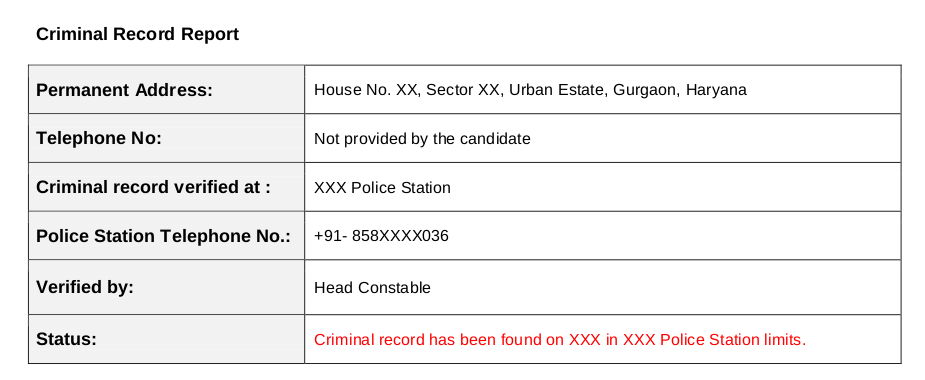 Criminal Record Report
Permanent Address: House No. XX, Sector XX, Urban Estate, Gurgaon, Haryana
Telephone No: Not provided by the candidate
Criminal record verified at : XXX Police Station
Police Station Telephone No.: +91- 858XXXX036
Verified by: Head Constable
Status: Criminal record has been found on XXX in XXX Police Station limits.